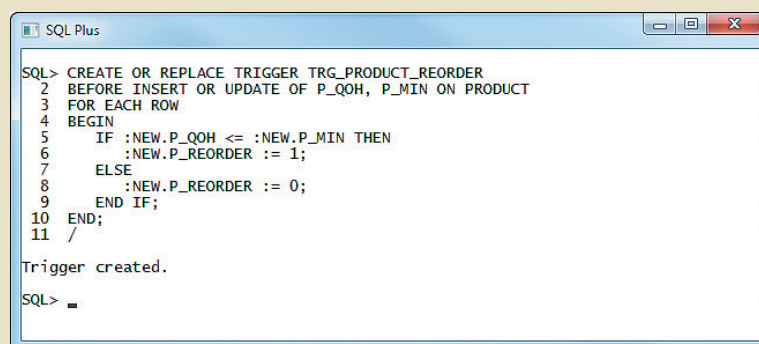 SQL Plus
SQL> CREATE OR REPLACE TRIGGER TRG_PRODUCT_REORDER
2 BEFORE INSERT OR UPDATE OF P_QOH, P_MIN ON PRODUCT
3 FOR EACH ROW
4 BEGIN
5 IF :NEW.P_QOH <= :NEW.P_MIN THEN
6 :NEW.P_REORDER := 1;
7 ELSE
8 :NEW.P_REORDER := 0;
9 END IF;
10 END;
11 /
Trigger created.
SQL>